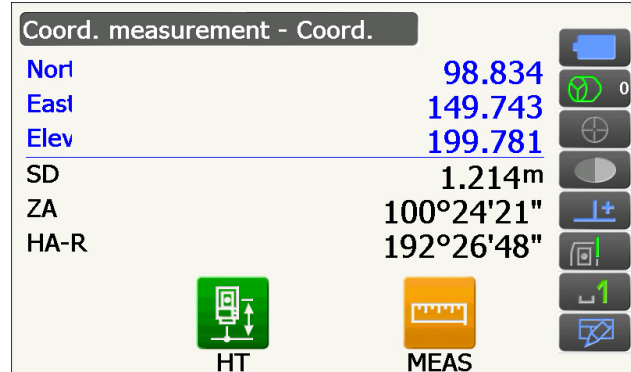 Coord. measurement - Coord.
Nort 98.834
East 149.743
Elev 199.781
SD 1.214m
ZA 100°24'21"
HA-R 192°26'48"
HT MEAS
0
1